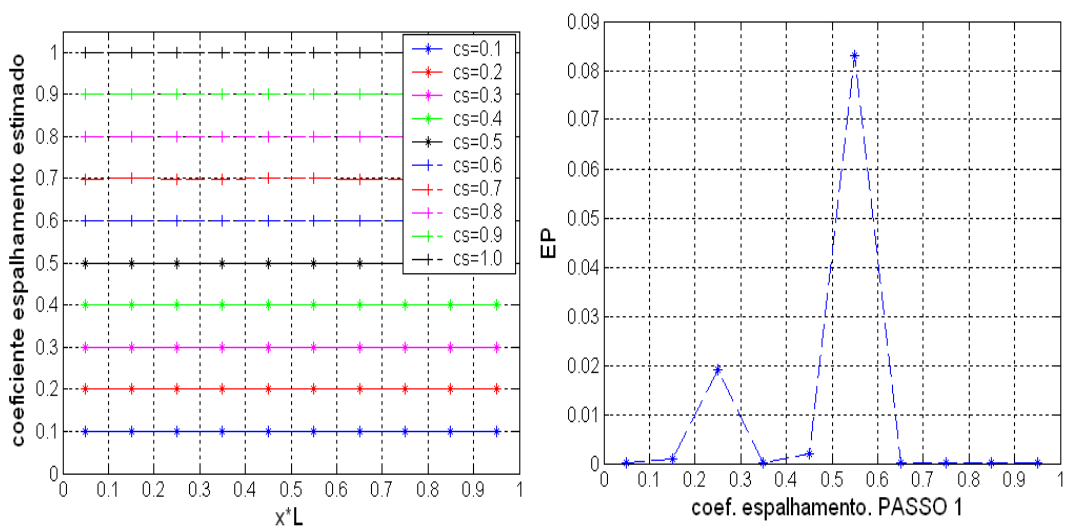 coeficiente espalhamento estimado
1
0.9
0.8
0.7
0.6
0.5
0.4
0.3
0.2
0.1
0
0 0.1 0.2 0.3 0.4 0.5 0.6 0.7 0.8 0.9 1
x*L
cs=0.1
cs=0.2
cs=0.3
cs=0.4
cs=0.5
cs=0.6
cs=0.7
cs=0.8
cs=0.9
cs=1.0
EP
0.09
0.08
0.07
0.06
0.05
0.04
0.03
0.02
0.01
0
0 0.1 0.2 0.3 0.4 0.5 0.6 0.7 0.8 0.9 1
coef. espalhamento. PASSO 1